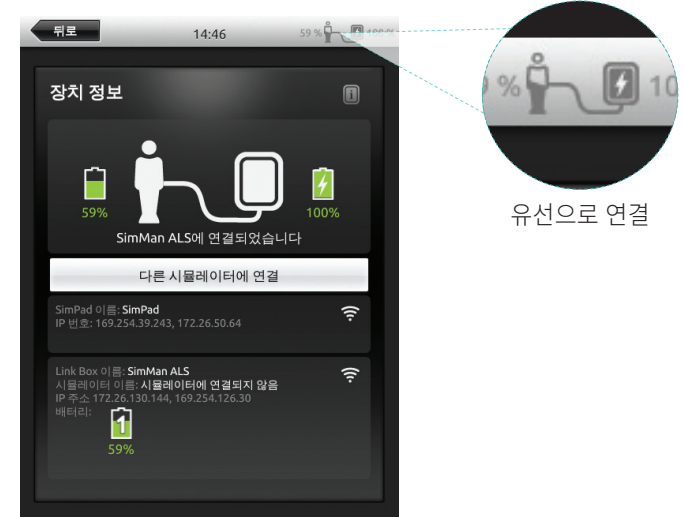 뒤로
14:46
59 %
100 %
장치 정보
59%
100%
SimMan ALS에 연결되었습니다
다른 시뮬레이터에 연결
SimPad 이름: SimPad
IP 번호: 169.254.39.243, 172.26.50.64
Link Box 이름: SimMan ALS
시뮬레이터 이름: 시뮬레이터에 연결되지 않음
IP 주소 172.26.130.144, 169.254.126.30
배터리:
1
59%
%
10
유선으로 연결